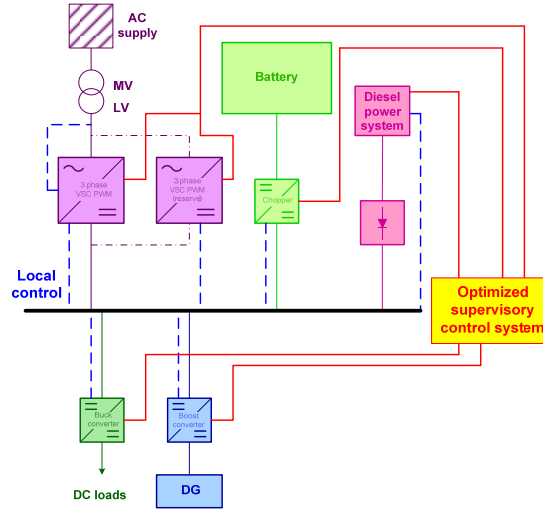 AC
supply
MV
LV
Battery
Diesel
power
system
3 phase
VSC PWM
3 phase
VSC PWM
(reserve)
Chopper
Local
control
Optimized
supervisory
control system
Buck
converter
Boost
converter
DC loads
DG